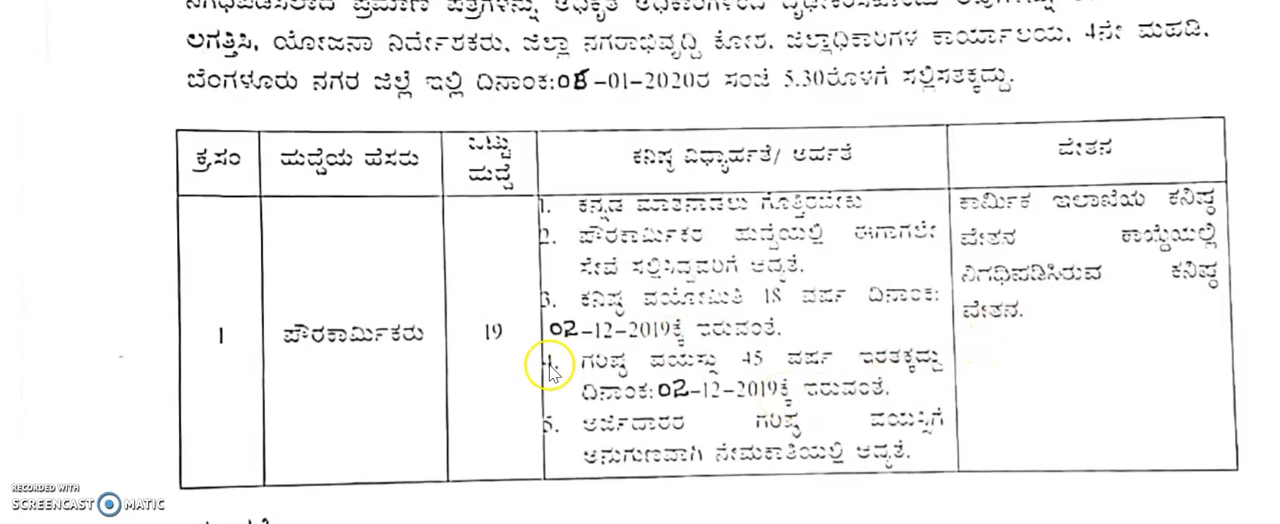 ಲಗತ್ತಿಸಿ, ಯೋಜನಾ ನಿರ್ದೇಶಕರು, ಜಿಲ್ಲಾ ನಗರಾಭಿವೃದ್ಧಿ ಕೋಶ, ಜಿಲ್ಲಾಧಿಕಾರಿಗಳ ಕಾರ್ಯಾಲಯ, 4ನೇ ಮಹಡಿ,
ಬೆಂಗಳೂರು ನಗರ ಜಿಲ್ಲೆ ಇಲ್ಲಿ ದಿನಾಂಕ:08-01-2020ರ ಸಂಜೆ 5.30ರೊಳಗೆ ಸಲ್ಲಿಸತಕ್ಕದ್ದು.
ಕ್ರ.ಸಂ
ಹುದ್ದೆಯ ಹೆಸರು
ಒಟ್ಟು
ಹುದ್ದೆ
ಕನಿಷ್ಠ ವಿಧ್ಯಾರ್ಹತೆ/ ಅರ್ಹತೆ
ವೇತನ
1
ಪೌರಕಾರ್ಮಿಕರು
19
1. ಕನ್ನಡ ಮಾತನಾಡಲು ಗೊತ್ತಿರಬೇಕು
2. ಪೌರಕಾರ್ಮಿಕರ ಹುದ್ದೆಯಲ್ಲಿ ಈಗಾಗಲೇ
ಸೇವೆ ಸಲ್ಲಿಸಿದ್ದವರಿಗೆ ಆದ್ಯತೆ.
3. ಕನಿಷ್ಠ ವಯೋಮಿತಿ 18 ವರ್ಷ ದಿನಾಂಕ:
02-12-2019ಕ್ಕೆ ಇರುವಂತೆ.
4. ಗರಿಷ್ಠ ವಯಸ್ಸು 45 ವರ್ಷ ಇರತಕ್ಕದ್ದು
ದಿನಾಂಕ:02-12-2019ಕ್ಕೆ ಇರುವಂತೆ.
5. ಅರ್ಜಿದಾರರ ಗರಿಷ್ಠ ವಯಸ್ಸಿಗೆ
ಅನುಗುಣವಾಗಿ ನೇಮಕಾತಿಯಲ್ಲಿ ಆದ್ಯತೆ.
ಕಾರ್ಮಿಕ ಇಲಾಖೆಯ ಕನಿಷ್ಠ
ವೇತನ ಕಾಯ್ದೆಯಲ್ಲಿ
ನಿಗಧಿಪಡಿಸಿರುವ ಕನಿಷ್ಠ
ವೇತನ.
RECORDED WITH
SCREENCAST MATIC